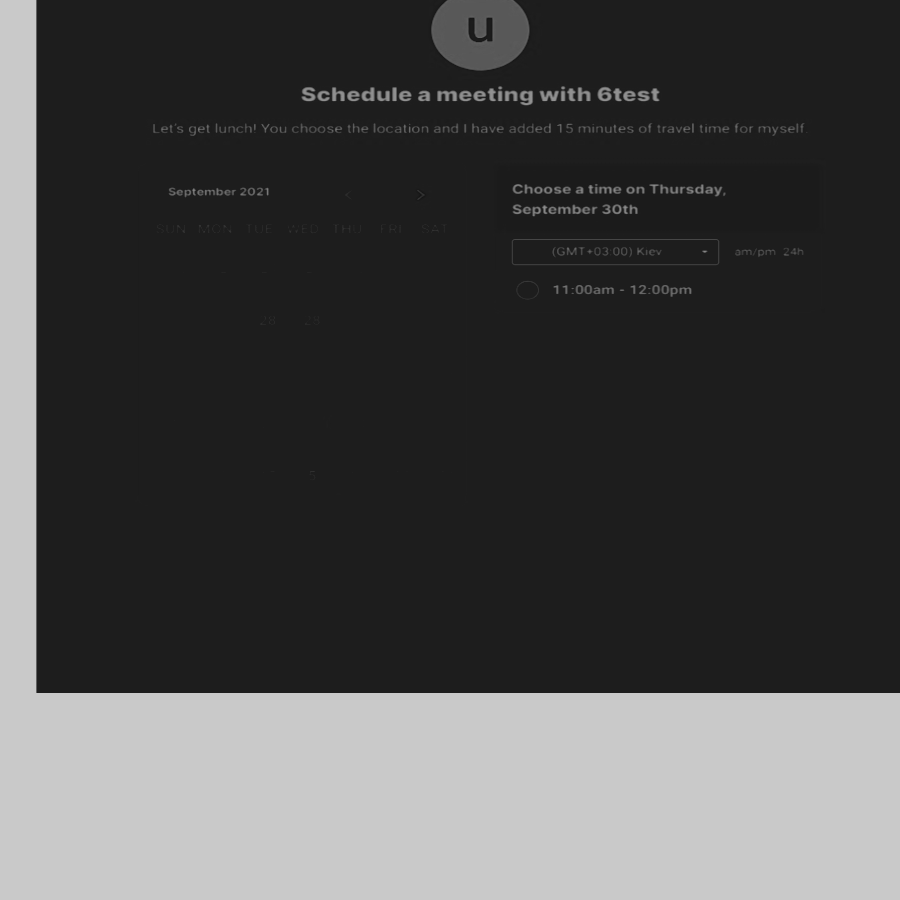 u
Schedule a meeting with 6test
Let's get lunch! You choose the location and I have added 15 minutes of travel time for myself.
September 2021
SUN MON TUE WED THU FRI SAT
28 29
Choose a time on Thursday,
September 30th
(GMT+03:00) Kiev
am/pm 24h
11:00am - 12:00pm